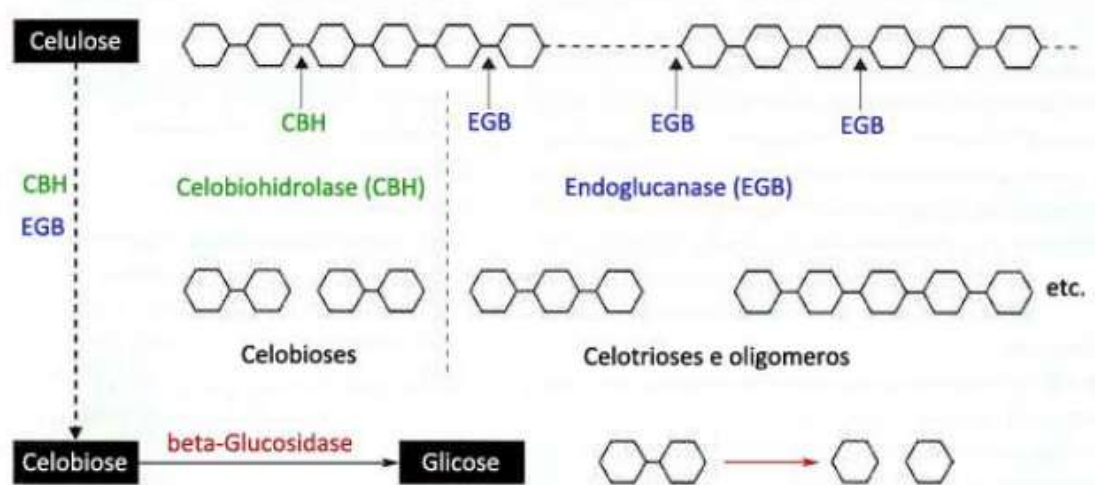 Celulose
CBH
EGB
EGB
EGB
CBH
EGB
Celobiohidrolase (CBH)
Endoglucanase (EGB)
etc.
Celobioses
Celotrioses e oligomeros
beta-Glucosidase
Celobiose
Glicose